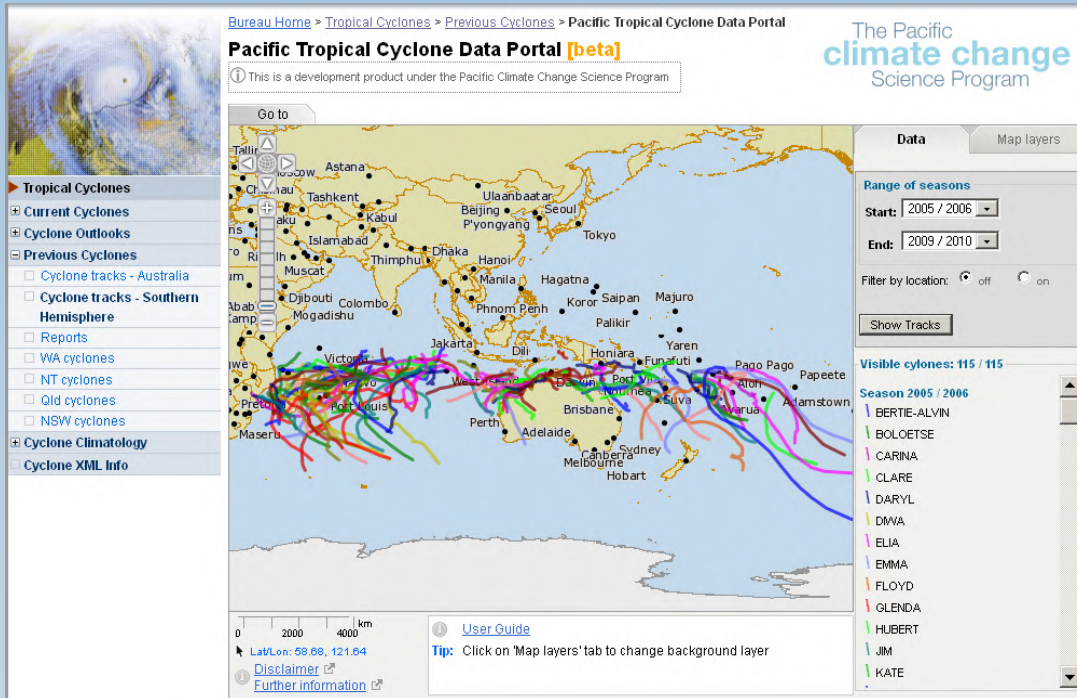 Bureau Home > Tropical Cyclones > Previous Cyclones > Pacific Tropical Cyclone Data Portal
Pacific Tropical Cyclone Data Portal [beta]
This is a development product under the Pacific Climate Change Science Program
The Pacific
climate change
Science Program
Go to
Tropical Cyclones
Current Cyclones
Cyclone Outlooks
Previous Cyclones
Cyclone tracks - Australia
Cyclone tracks - Southern
Hemisphere
Reports
WA cyclones
NT cyclones
Qld cyclones
NSW cyclones
Cyclone Climatology
Cyclone XML Info
Astana
Tashkent
Ulaanbaatar
Beijing
Seoul
P'yongyang
Kabul
Tokyo
Islamabad
Thimphu
Dhaka
Muscat
Hanoi
Manila
Hagatna
Djibouti
Colombo
Phnom Penh
Koror
Saipan
Majuro
Mogadishu
Palikir
Jakarta
Dili
Yaren
Honiara
Funafuti
Pago Pago
Papeete
Port Louis
Darwin
Suva
Alofi
Avarua
Adamstown
Maseru
Perth
Brisbane
Adelaide
Sydney
Canberra
Melbourne
Hobart
Data
Map layers
Range of seasons
Start: 2005 / 2006
End: 2009 / 2010
Filter by location: off on
Show Tracks
Visible cylones: 115 / 115
Season 2005 / 2006
BERTIE-ALVIN
BOLOETSE
CARINA
CLARE
DARYL
DIWA
ELIA
EMMA
FLOYD
GLENDA
HUBERT
JIM
KATE
0 2000 4000 km
Lat/Lon: 58.68, 121.64
Disclaimer
Further information
User Guide
Tip: Click on 'Map layers' tab to change background layer